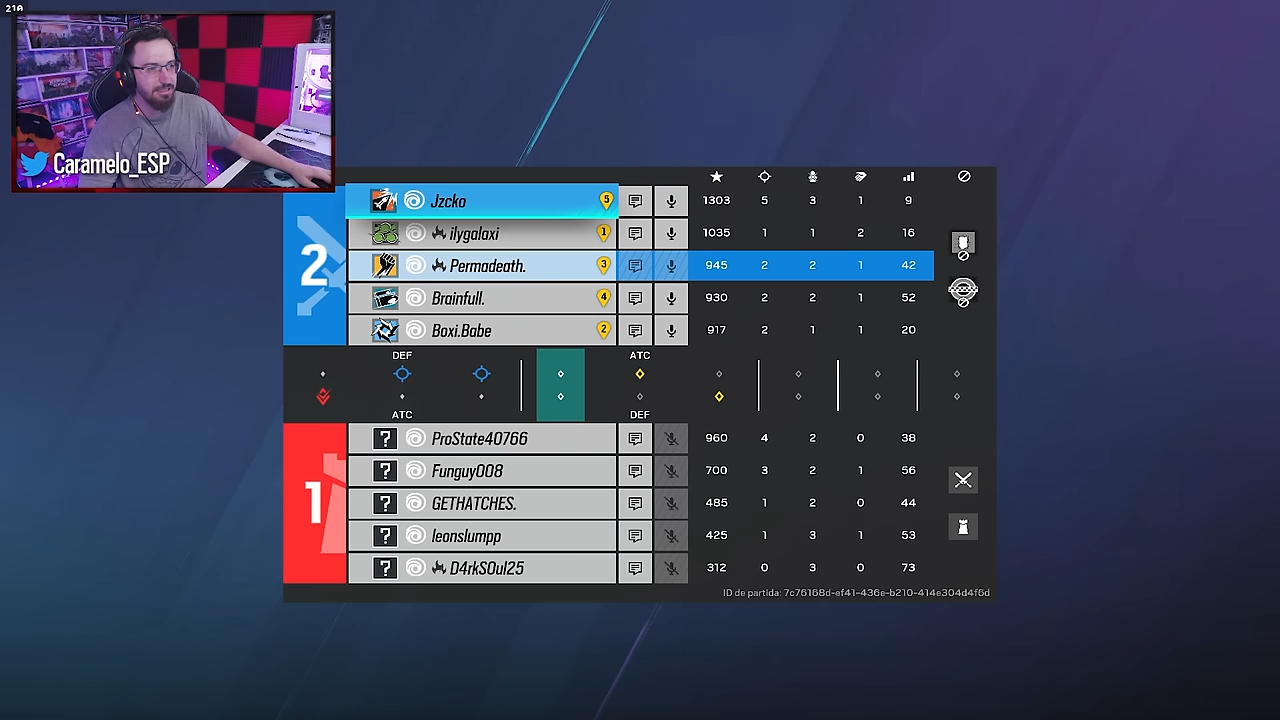 210
Caramelo_ESP
2
Jzcko 5 1303 5 3 1 9
ilygalaxi 1 1035 1 1 2 16
Permadeath. 3 945 2 2 1 42
Brainfull. 4 930 2 2 1 52
Boxi.Babe 2 917 2 1 1 20
DEF ATC
ATC DEF
1
? ProState40766 960 4 2 0 38
? Funguy008 700 3 2 1 56
? GETHATCHES. 485 1 2 0 44
? leonslumpp 425 1 3 1 53
? D4rkS0ul25 312 0 3 0 73
ID de partida: 7c76168d-ef41-436e-b210-414e304d4f6d